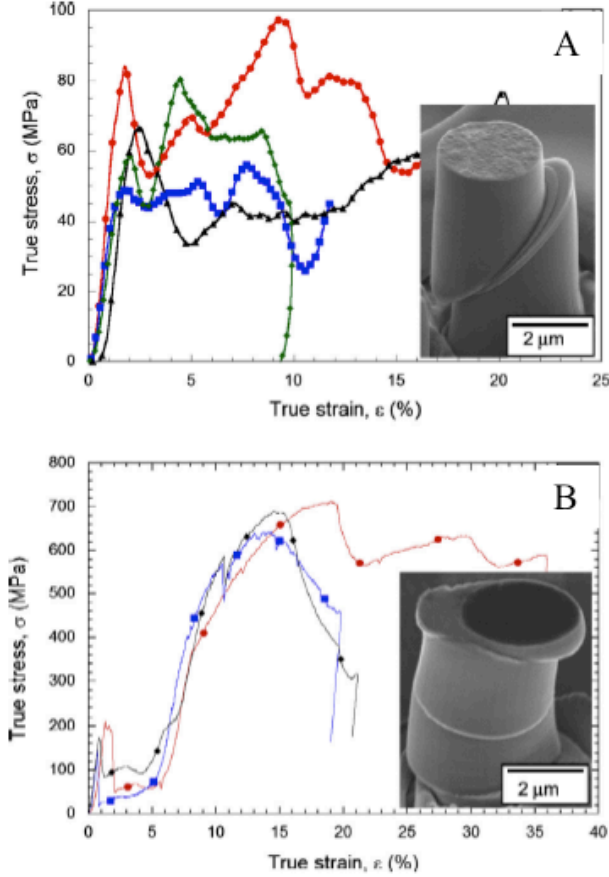 100
A
80
60
40
20
0
True stress, σ (MPa)
2 μm
0 5 10 15 20 25
True strain, ε (%)
800
B
700
600
500
400
300
200
100
0
True stress, σ (MPa)
2 μm
0 5 10 15 20 25 30 35 40
True strain, ε (%)